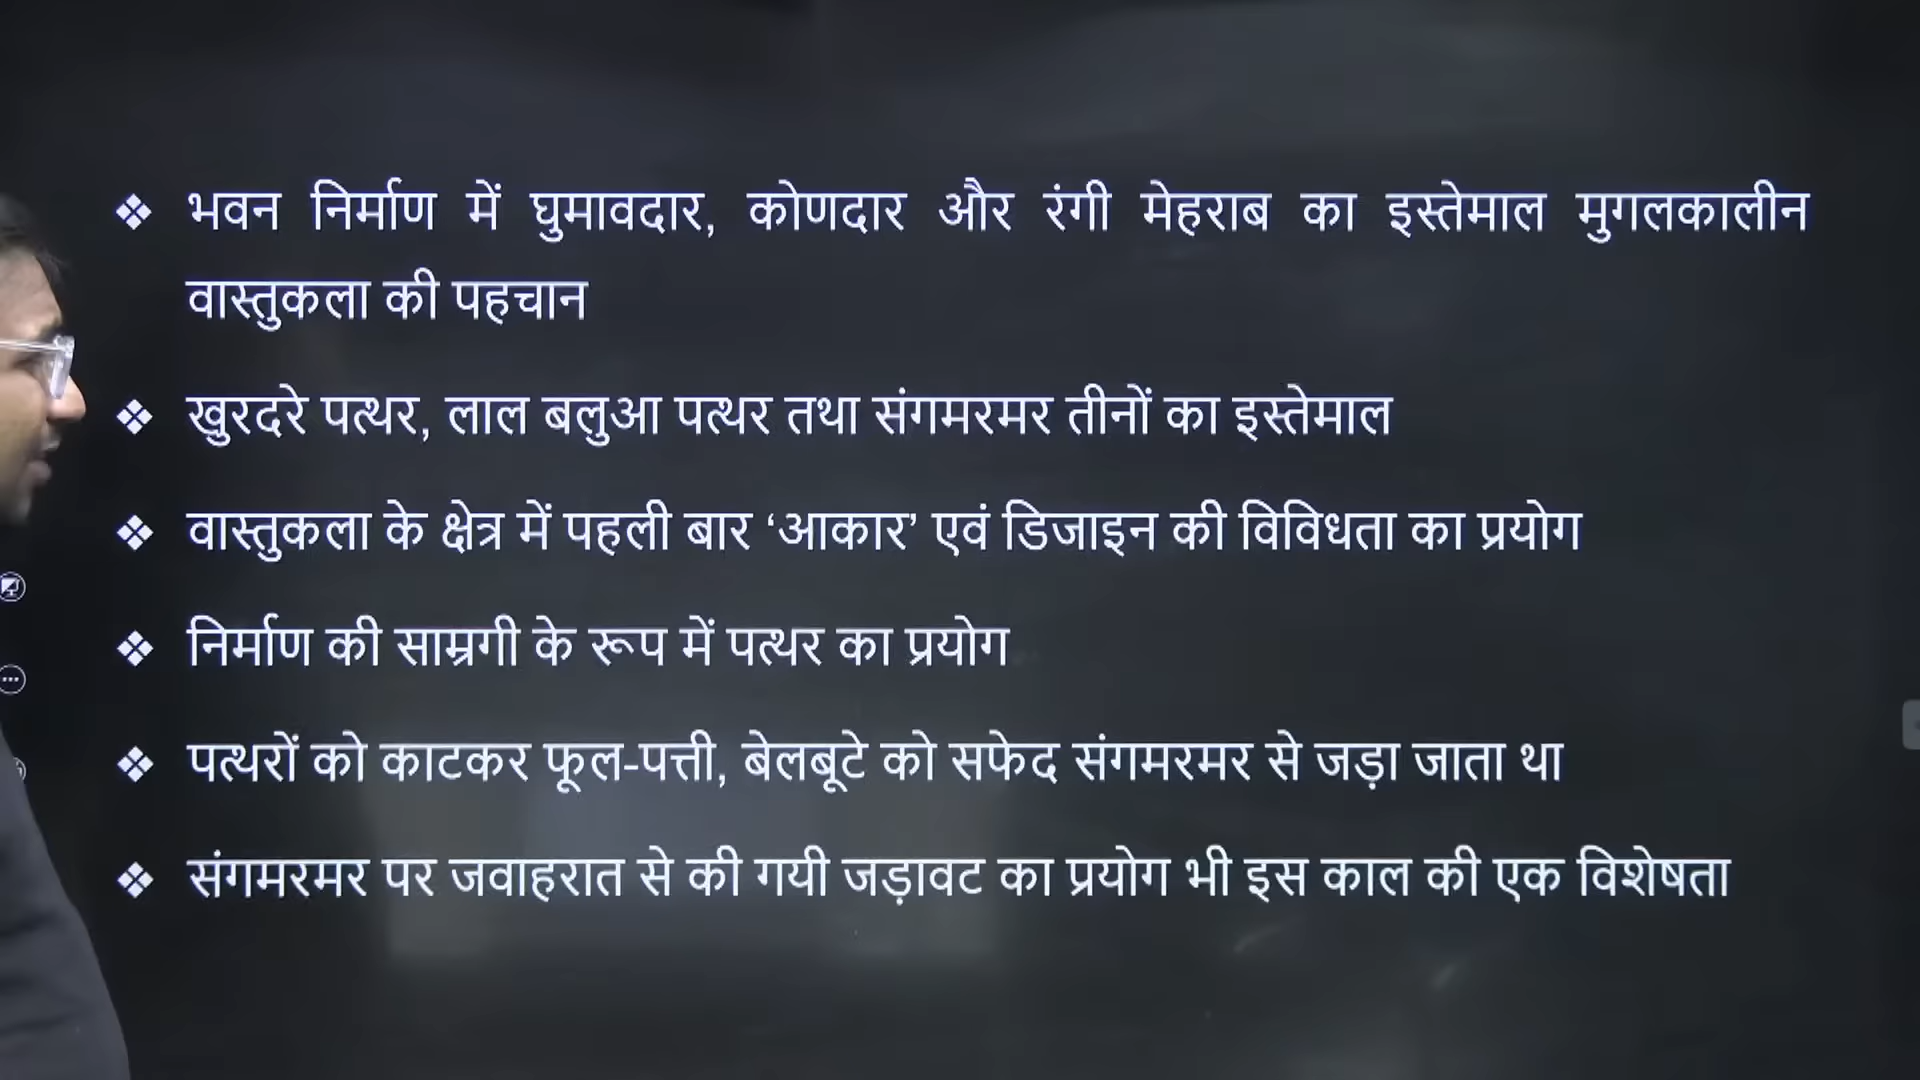 ❖ भवन निर्माण में घुमावदार, कोणदार और रंगी मेहराब का इस्तेमाल मुगलकालीन
वास्तुकला की पहचान
❖ खुरदरे पत्थर, लाल बलुआ पत्थर तथा संगमरमर तीनों का इस्तेमाल
❖ वास्तुकला के क्षेत्र में पहली बार ‘आकार’ एवं डिजाइन की विविधता का प्रयोग
❖ निर्माण की साम्रगी के रूप में पत्थर का प्रयोग
❖ पत्थरों को काटकर फूल-पत्ती, बेलबूटे को सफेद संगमरमर से जड़ा जाता था
❖ संगमरमर पर जवाहरात से की गयी जड़ावट का प्रयोग भी इस काल की एक विशेषता